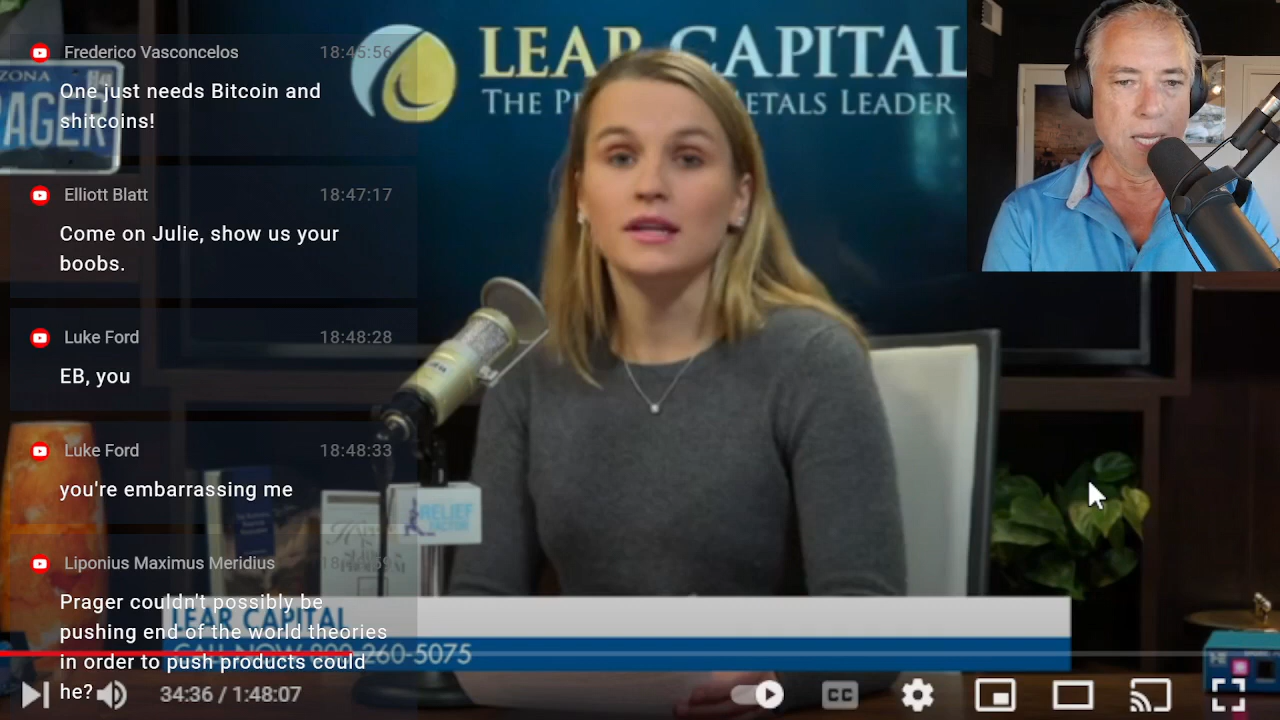 Frederico Vasconcelos 18:45:56
One just needs Bitcoin and
shitcoins!
ZONA
PRAGER
LEAR CAPITAL
METALS LEADER
Elliott Blatt 18:47:17
Come on Julie, show us your
boobs.
Luke Ford 18:48:28
EB, you
Luke Ford 18:48:33
you're embarrassing me
RELIEF
Liponius Maximus Meridius
Prager couldn't possibly be
pushing end of the world theories
in order to push products could
he?
LEAR CAPITAL
CALL NOW 800-260-5075
34:36 / 1:48:07
CC